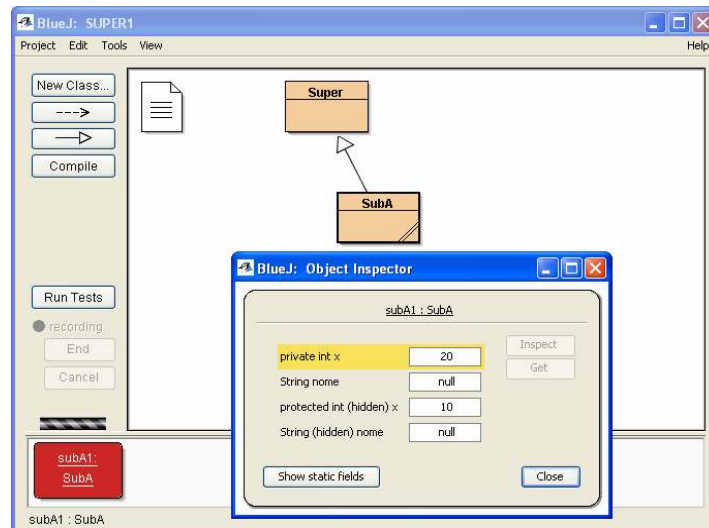 BlueJ: SUPER1
Project Edit Tools View Help
New Class...
--->
Compile
Super
SubA
BlueJ: Object Inspector
subA1 : SubA
private int x 20
String nome null
protected int (hidden) x 10
String (hidden) nome null
Inspect
Get
Show static fields
Close
Run Tests
recording
End
Cancel
subA1:
SubA
subA1 : SubA